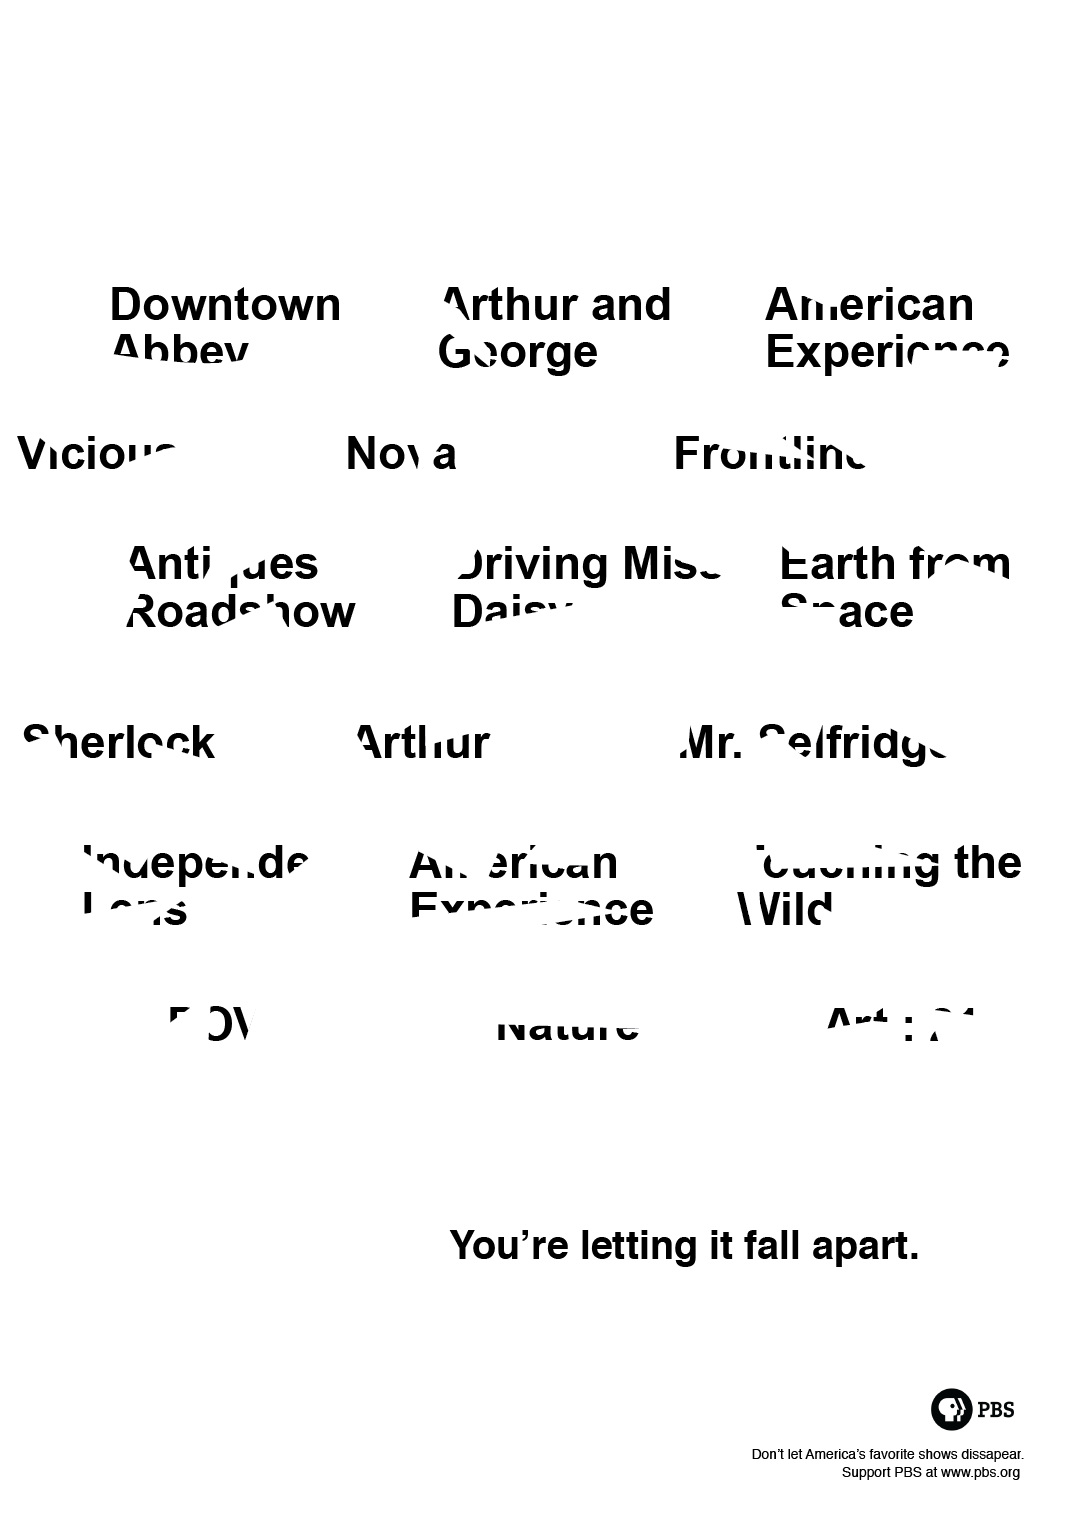 Downtown
Abbey
Arthur and
George
American
Experience
Vicious
Nova
Frontline
Antiques
Roadshow
Driving Miss
Daisy
Earth from
Space
Sherlock
Arthur
Mr. Selfridge
Independe
Lens
American
Experience
Touching the
Wild
POV
Nature
Art : 21
You’re letting it fall apart.
PBS
Don’t let America’s favorite shows dissapear.
Support PBS at www.pbs.org